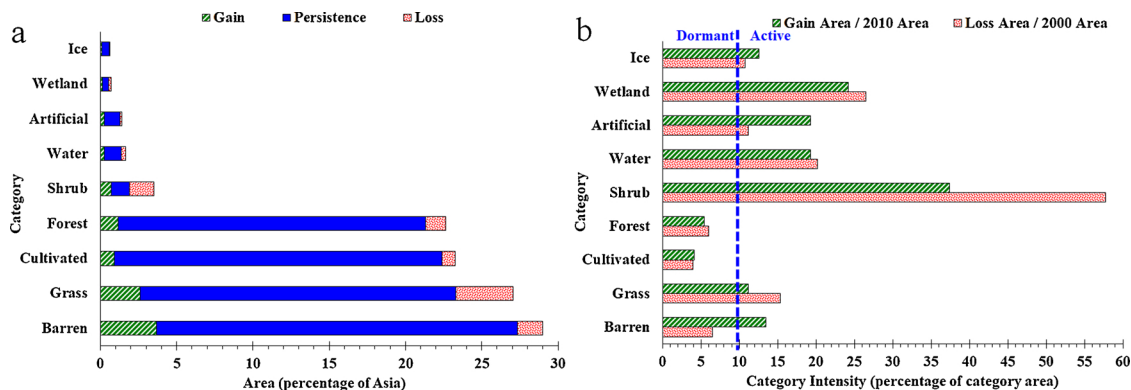 a
Gain Persistence Loss
Category
Ice
Wetland
Artificial
Water
Shrub
Forest
Cultivated
Grass
Barren
0 5 10 15 20 25 30
Area (percentage of Asia)
b
Gain Area / 2010 Area Loss Area / 2000 Area
Dormant Active
Category
Ice
Wetland
Artificial
Water
Shrub
Forest
Cultivated
Grass
Barren
0 5 10 15 20 25 30 35 40 45 50 55 60
Category Intensity (percentage of category area)